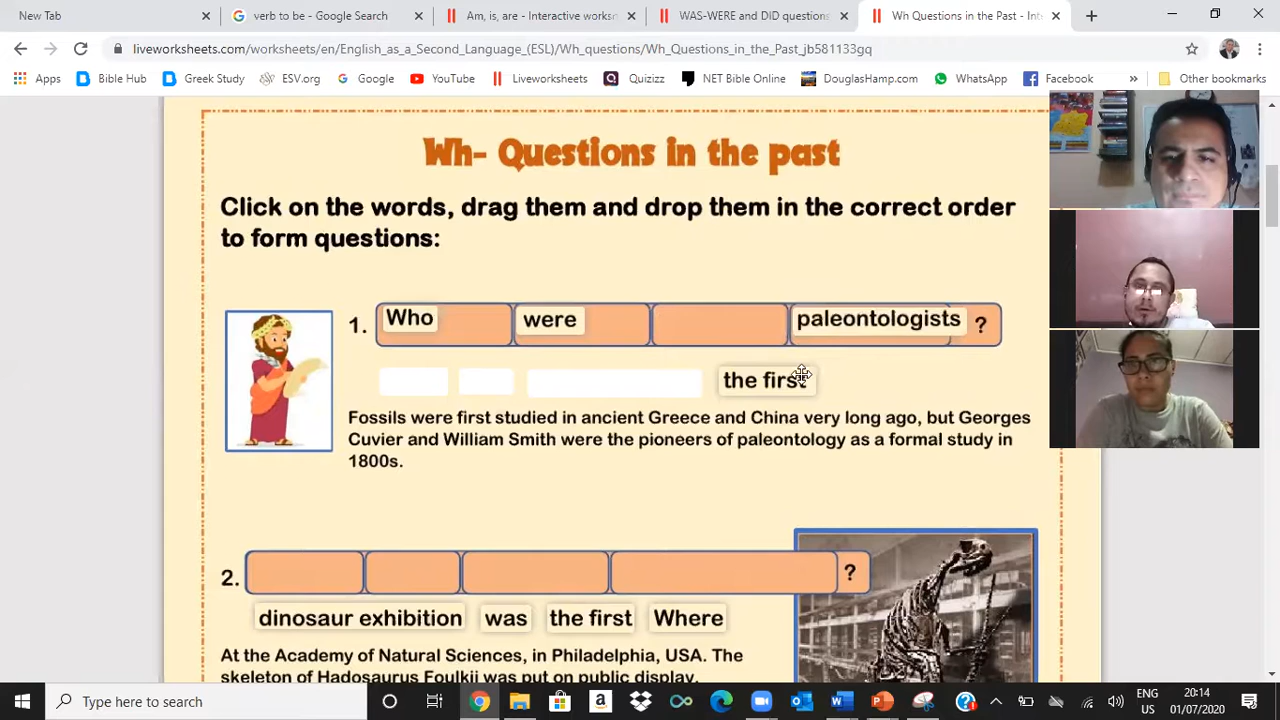 New Tab
verb to be - Google Search
Am, is, are - Interactive worksh
WAS-WERE and DID questions
Wh Questions in the Past - Inte
liveworksheets.com/worksheets/en/English_as_a_Second_Language_(ESL)/Wh_questions/Wh_Questions_in_the_Past_jb581133gq
Apps
Bible Hub
Greek Study
ESV.org
Google
YouTube
Liveworksheets
Quizizz
NET Bible Online
DouglasHamp.com
WhatsApp
Facebook
»
Other bookmarks
Wh- Questions in the past
Click on the words, drag them and drop them in the correct order
to form questions:
1. Who were paleontologists ?
the first
Fossils were first studied in ancient Greece and China very long ago, but Georges
Cuvier and William Smith were the pioneers of paleontology as a formal study in
1800s.
2. ?
dinosaur exhibition was the first Where
At the Academy of Natural Sciences, in Philadelphia, USA. The
skeleton of Hadosaurus Foulkii was put on public display.
Type here to search
ENG
US
20:14
01/07/2020